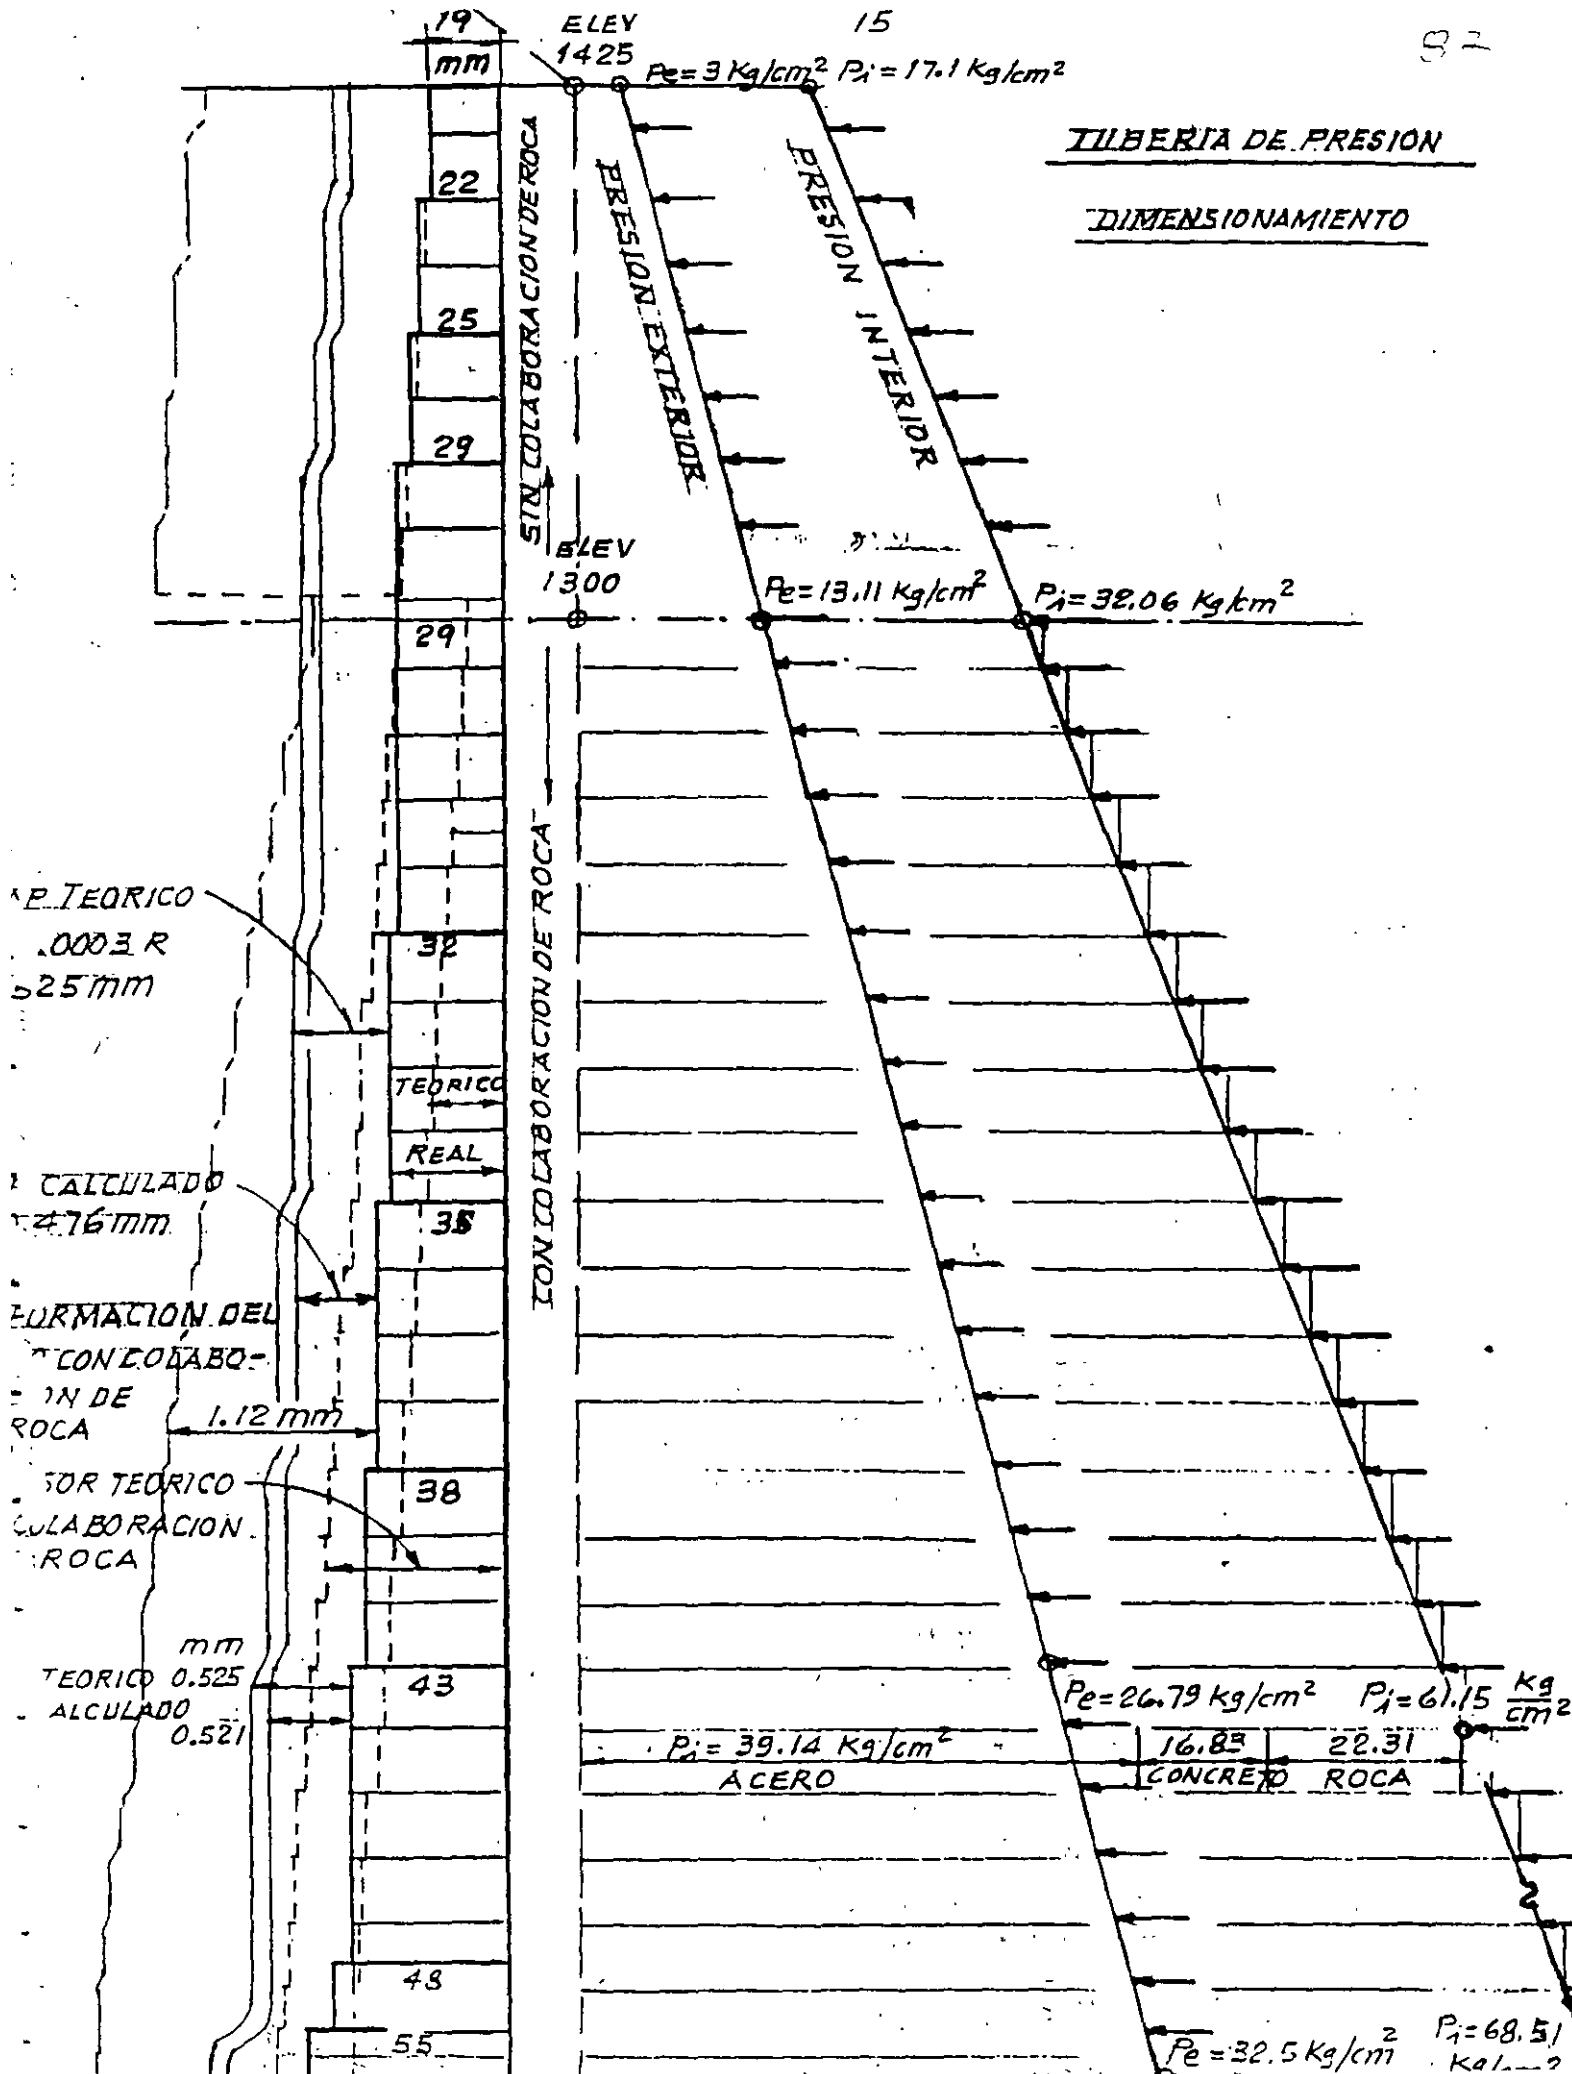 19
mm
ELEV
1425
15
Pe=3 Kg/cm² Pi=17.1 Kg/cm²
TUBERIA DE PRESION
DIMENSIONAMIENTO
22
25
29
SIN COLABORACION DE ROCA
PRESION EXTERIOR
PRESION INTERIOR
ELEV
1300
Pe=13.11 Kg/cm²
Pi=32.06 Kg/cm²
29
TEORICO
.0003 R
25 mm
32
TEORICO
REAL
CON COLABORACION DE ROCA
CALCULADO
476 mm
35
DEL
CON COLABO-
DE
ROCA
1.12 mm
38
TEORICO
ROCA
mm
TEORICO 0.525
0.521
43
Pe=26.79 Kg/cm²
Pi=61.15 Kg/cm²
Pi=39.14 Kg/cm²
ACERO
16.83
CONCRETO
22.31
ROCA
48
55
Pe=32.5 Kg/cm²
Pi=68.51